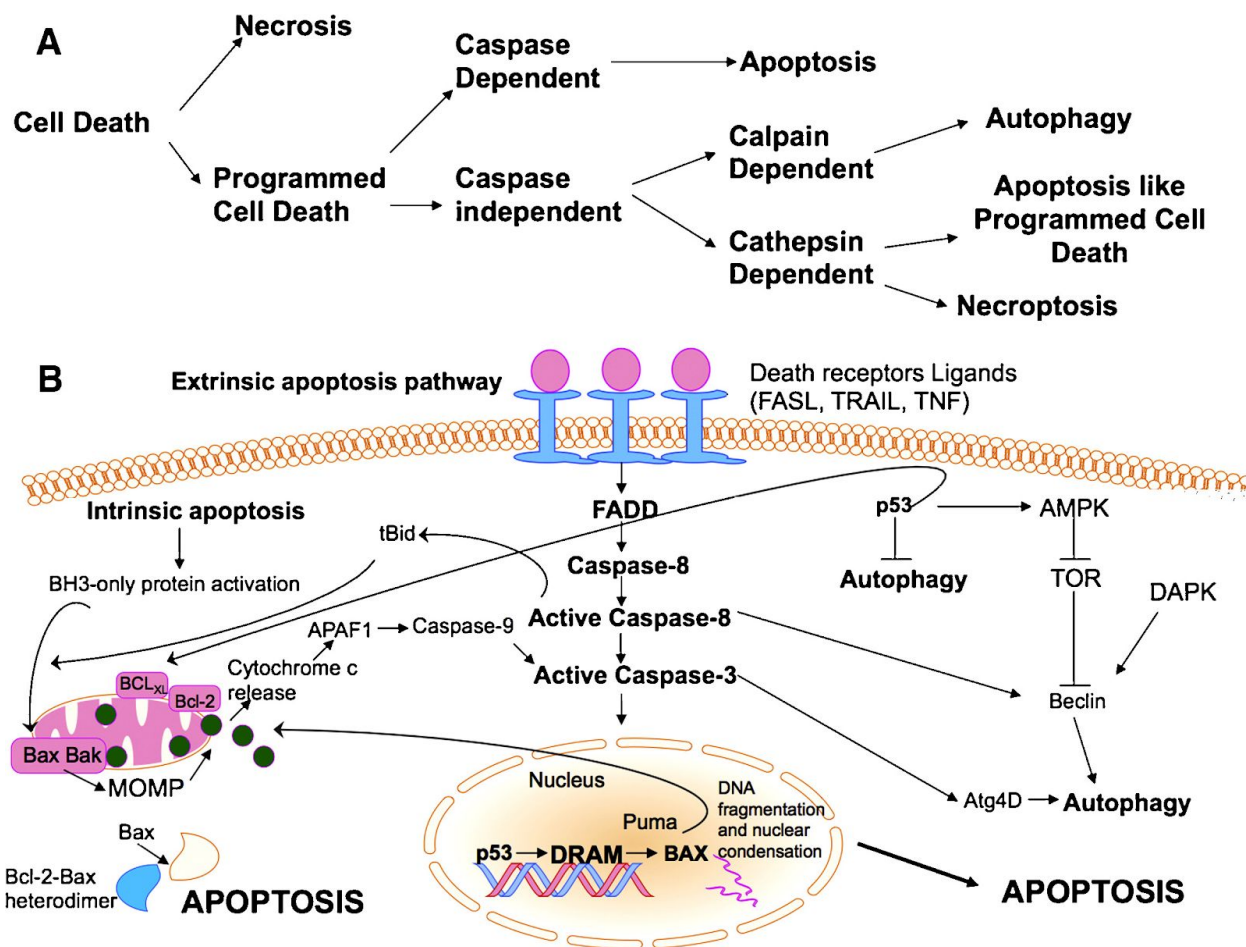 A
Necrosis
Cell Death
Programmed
Cell Death
Caspase
Dependent
Caspase
independent
Apoptosis
Calpain
Dependent
Cathepsin
Dependent
Autophagy
Apoptosis like
Programmed Cell
Death
Necroptosis
B
Extrinsic apoptosis pathway
Death receptors Ligands
(FASL, TRAIL, TNF)
Intrinsic apoptosis
BH3-only protein activation
tBid
FADD
Caspase-8
Active Caspase-8
Active Caspase-3
APAF1
Caspase-9
Cytochrome c
release
BCLXL
Bcl-2
Bax Bak
MOMP
p53
AMPK
Autophagy
TOR
DAPK
Beclin
Atg4D
Autophagy
Nucleus
Puma
DNA
fragmentation
and nuclear
condensation
p53
DRAM
BAX
Bax
Bcl-2-Bax
heterodimer
APOPTOSIS
APOPTOSIS